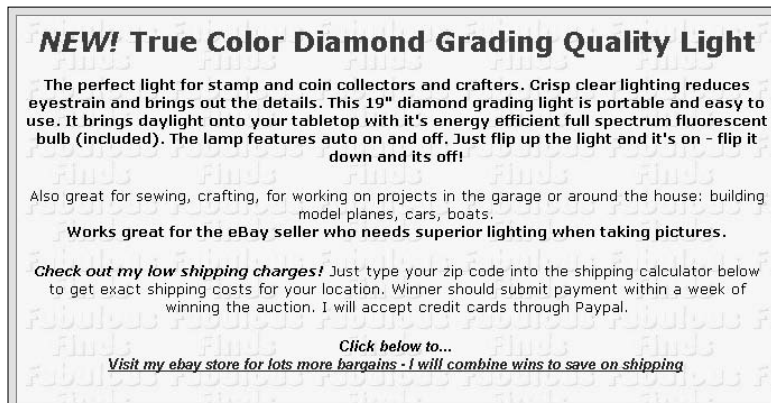 NEW! True Color Diamond Grading Quality Light
The perfect light for stamp and coin collectors and crafters. Crisp clear lighting reduces
eyestrain and brings out the details. This 19" diamond grading light is portable and easy to
use. It brings daylight onto your tabletop with it's energy efficient full spectrum fluorescent
bulb (included). The lamp features auto on and off. Just flip up the light and it's on - flip it
down and its off!
Also great for sewing, crafting, for working on projects in the garage or around the house: building
model planes, cars, boats.
Works great for the eBay seller who needs superior lighting when taking pictures.
Check out my low shipping charges! Just type your zip code into the shipping calculator below
to get exact shipping costs for your location. Winner should submit payment within a week of
winning the auction. I will accept credit cards through Paypal.
Click below to...
Visit my ebay store for lots more bargains - I will combine wins to save on shipping